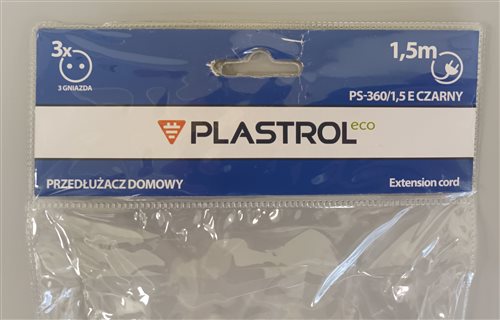 3x
3 GNIAZDA
1,5m
PS-360/1,5 E CZARNY
PLASTROL eco
PRZEDŁUŻACZ DOMOWY
Extension cord